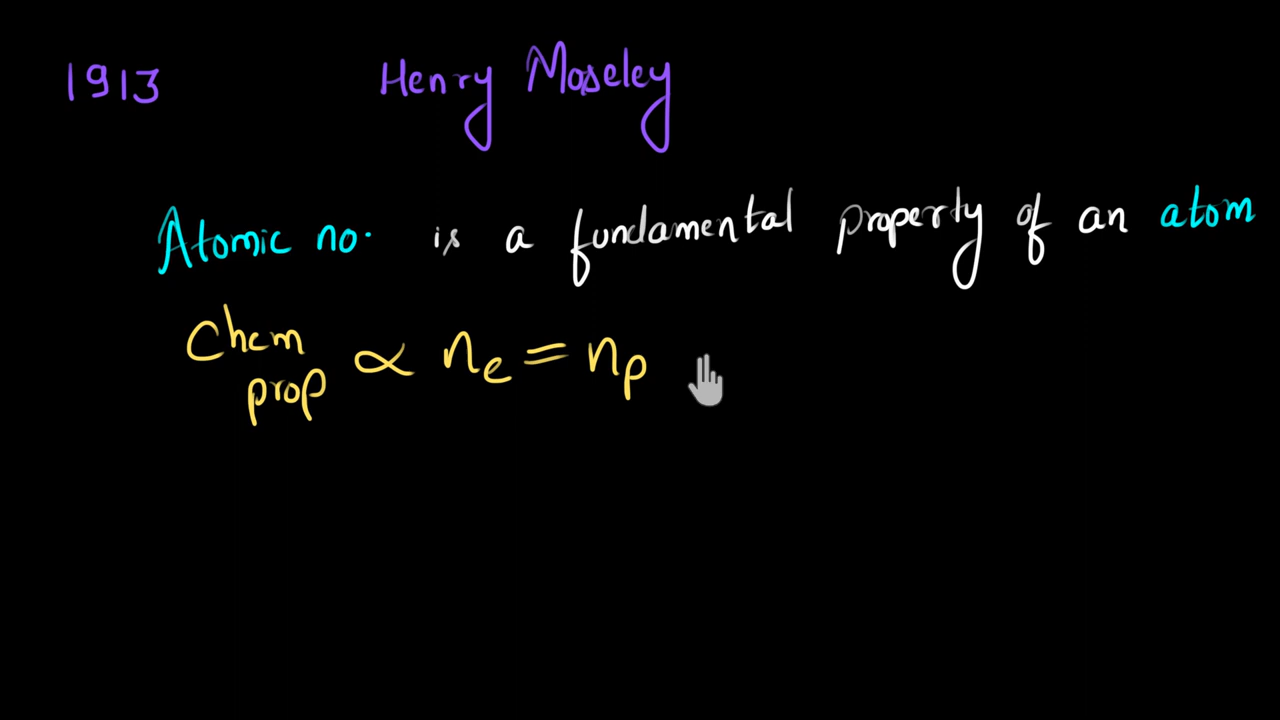 1913 Henry Moseley
Atomic no. is a fundamental property of an atom
Chem
prop ∝ nₑ = nₚ